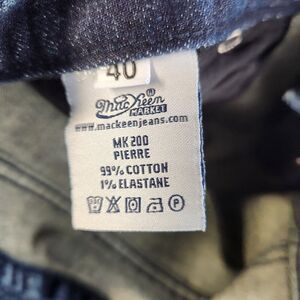 40
MacKeen ®
MARKET
www.mackeenjeans.com
MK 200
PIERRE
99% COTTON
1% ELASTANE
P